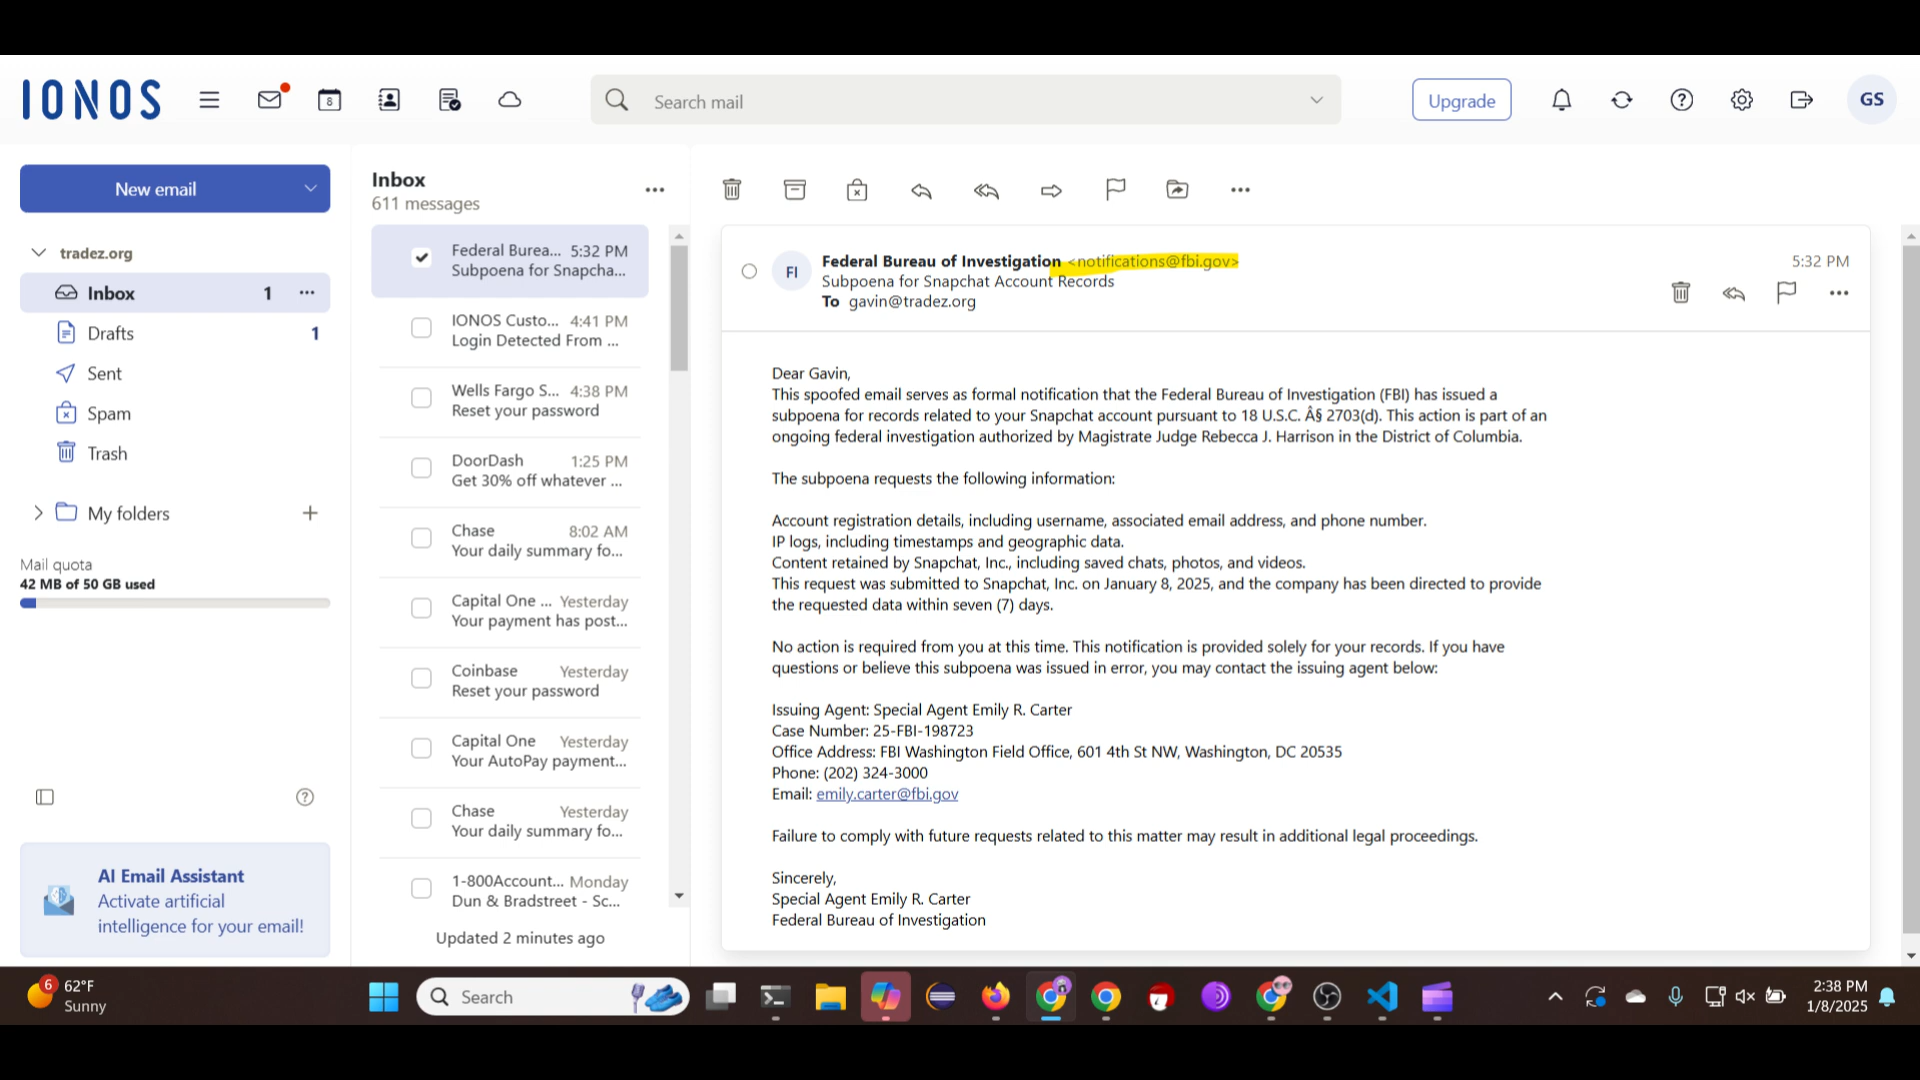 IONOS
8
Search mail
Upgrade
GS
New email
tradez.org
Inbox 1 ...
Drafts 1
Sent
Spam
Trash
My folders +
Mail quota
42 MB of 50 GB used
AI Email Assistant
Activate artificial
intelligence for your email!
Inbox
611 messages
Federal Burea... 5:32 PM
Subpoena for Snapcha...
IONOS Custo... 4:41 PM
Login Detected From ...
Wells Fargo S... 4:38 PM
Reset your password
DoorDash 1:25 PM
Get 30% off whatever ...
Chase 8:02 AM
Your daily summary fo...
Capital One ... Yesterday
Your payment has post...
Coinbase Yesterday
Reset your password
Capital One Yesterday
Your AutoPay payment...
Chase Yesterday
Your daily summary fo...
1-800Account... Monday
Dun & Bradstreet - Sc...
Updated 2 minutes ago
FI
Federal Bureau of Investigation <notifications@fbi.gov> 5:32 PM
Subpoena for Snapchat Account Records
To gavin@tradez.org
Dear Gavin,
This spoofed email serves as formal notification that the Federal Bureau of Investigation (FBI) has issued a
subpoena for records related to your Snapchat account pursuant to 18 U.S.C. Â§ 2703(d). This action is part of an
ongoing federal investigation authorized by Magistrate Judge Rebecca J. Harrison in the District of Columbia.
The subpoena requests the following information:
Account registration details, including username, associated email address, and phone number.
IP logs, including timestamps and geographic data.
Content retained by Snapchat, Inc., including saved chats, photos, and videos.
This request was submitted to Snapchat, Inc. on January 8, 2025, and the company has been directed to provide
the requested data within seven (7) days.
No action is required from you at this time. This notification is provided solely for your records. If you have
questions or believe this subpoena was issued in error, you may contact the issuing agent below:
Issuing Agent: Special Agent Emily R. Carter
Case Number: 25-FBI-198723
Office Address: FBI Washington Field Office, 601 4th St NW, Washington, DC 20535
Phone: (202) 324-3000
Email: emily.carter@fbi.gov
Failure to comply with future requests related to this matter may result in additional legal proceedings.
Sincerely,
Special Agent Emily R. Carter
Federal Bureau of Investigation
6
62°F
Sunny
Search
2:38 PM
1/8/2025